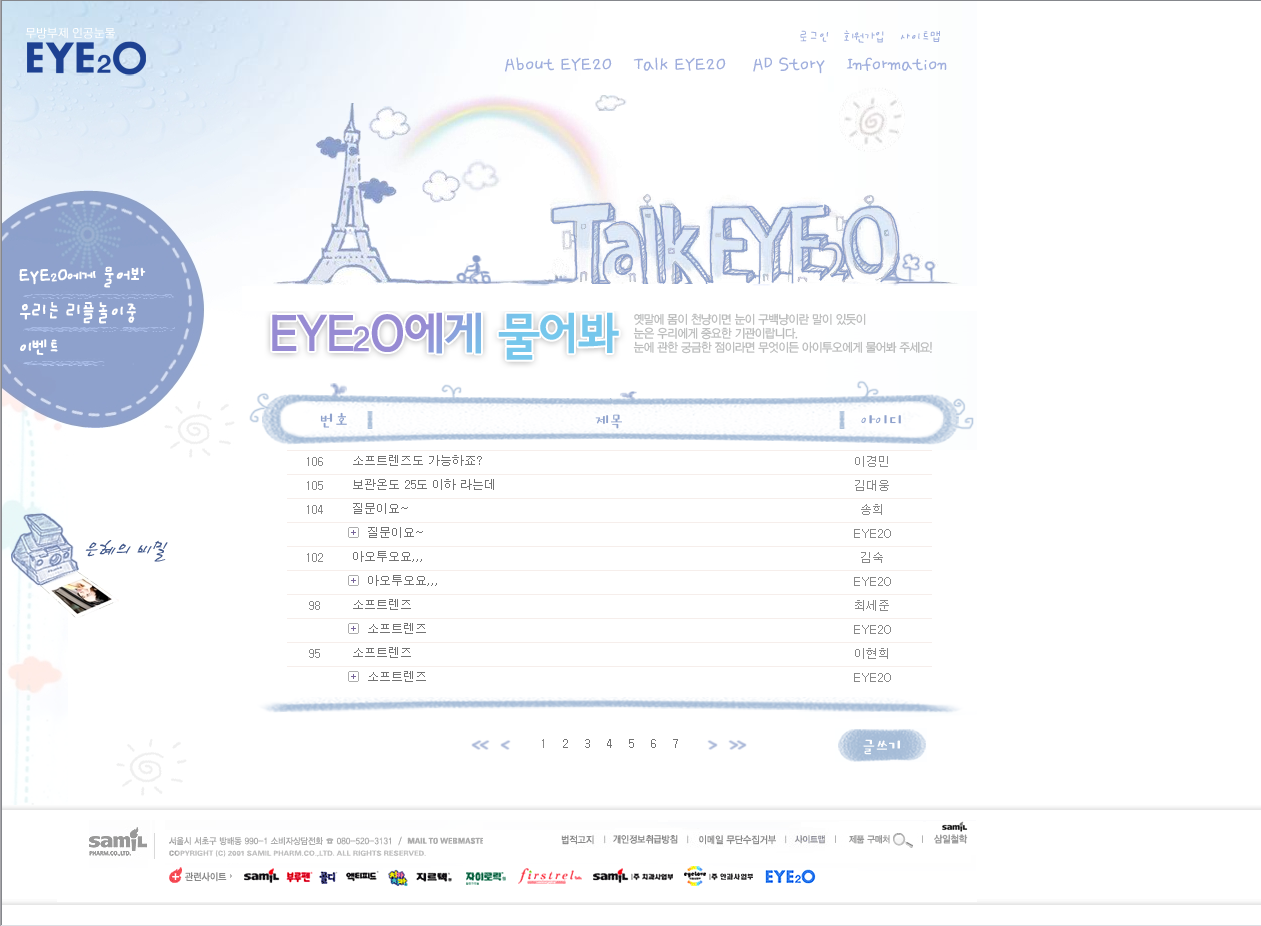 무방부제 인공눈물
EYE2O
로그인 회원가입 사이트맵
About EYE2O Talk EYE2O AD Story Information
Talk EYE2O
EYE2O에게 물어봐
우리는 리플놀이중
이벤트
EYE2O에게 물어봐
옛말에 몸이 천냥이면 눈이 구백냥이란 말이 있듯이
눈은 우리에게 중요한 기관이랍니다.
눈에 관한 궁금한 점이라면 무엇이든 아이투오에게 물어봐 주세요!
번호 제목 아이디
106 소프트렌즈도 가능하죠? 이경민
105 보관온도 25도 이하 라는데 김대웅
104 질문이요~ 송희
질문이요~ EYE2O
102 아오투오요,,, 김숙
아오투오요,,, EYE2O
98 소프트렌즈 최세준
소프트렌즈 EYE2O
95 소프트렌즈 이현희
소프트렌즈 EYE2O
은혜의 비밀
1 2 3 4 5 6 7
글쓰기
samil
PHARM.CO.,LTD.
서울시 서초구 방배동 990-1 소비자상담전화 ☎ 080-520-3131 / MAIL TO WEBMASTE
COPYRIGHT (C) 2001 SAMIL PHARM.CO.,LTD. ALL RIGHTS RESERVED.
법적고지 | 개인정보취급방침 | 이메일 무단수집거부 | 사이트맵 | 제품 구매처 | samil 삼일철학
관련사이트 samil 부루펜 콜디 액티피드 지르텍 자이로락 firstrel samil |주 치과사업부 |주 안과사업부 EYE2O